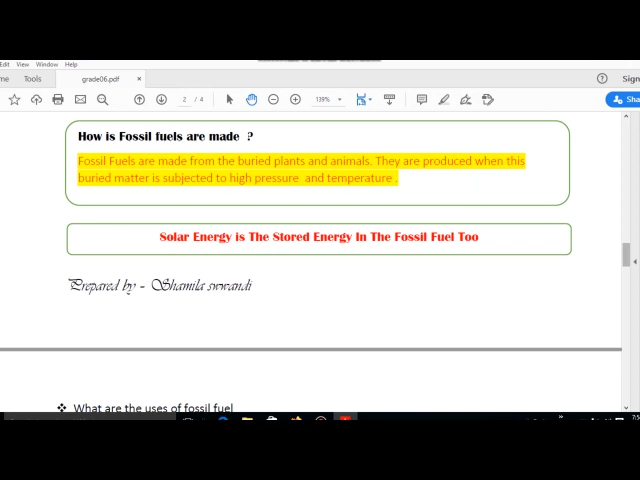 Edit View Window Help
Tools grade06.pdf × Sign
2 / 4 139% Sha
How is Fossil fuels are made ?
Fossil Fuels are made from the buried plants and animals. They are produced when this
buried matter is subjected to high pressure and temperature .
Solar Energy is The Stored Energy In The Fossil Fuel Too
Prepared by – Shamila swwandi
❖ What are the uses of fossil fuel